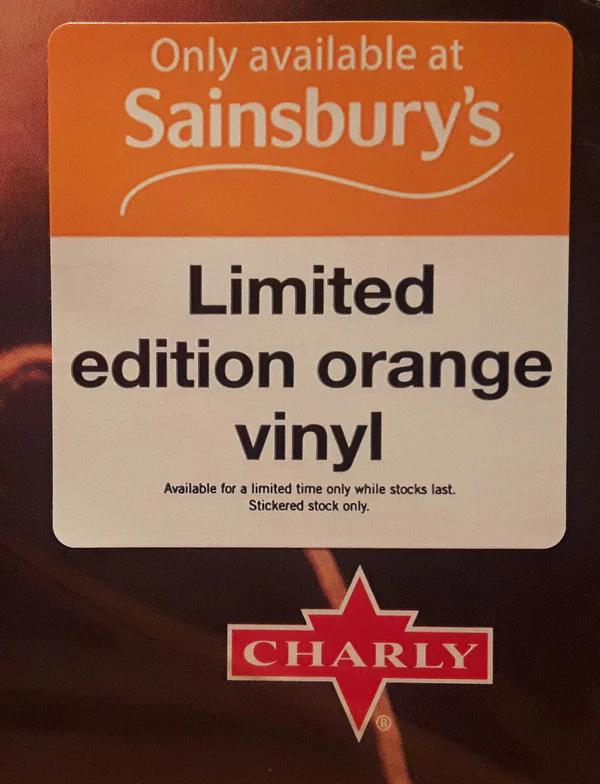 Only available at
Sainsbury's
Limited
edition orange
vinyl
Available for a limited time only while stocks last.
Stickered stock only.
CHARLY
®